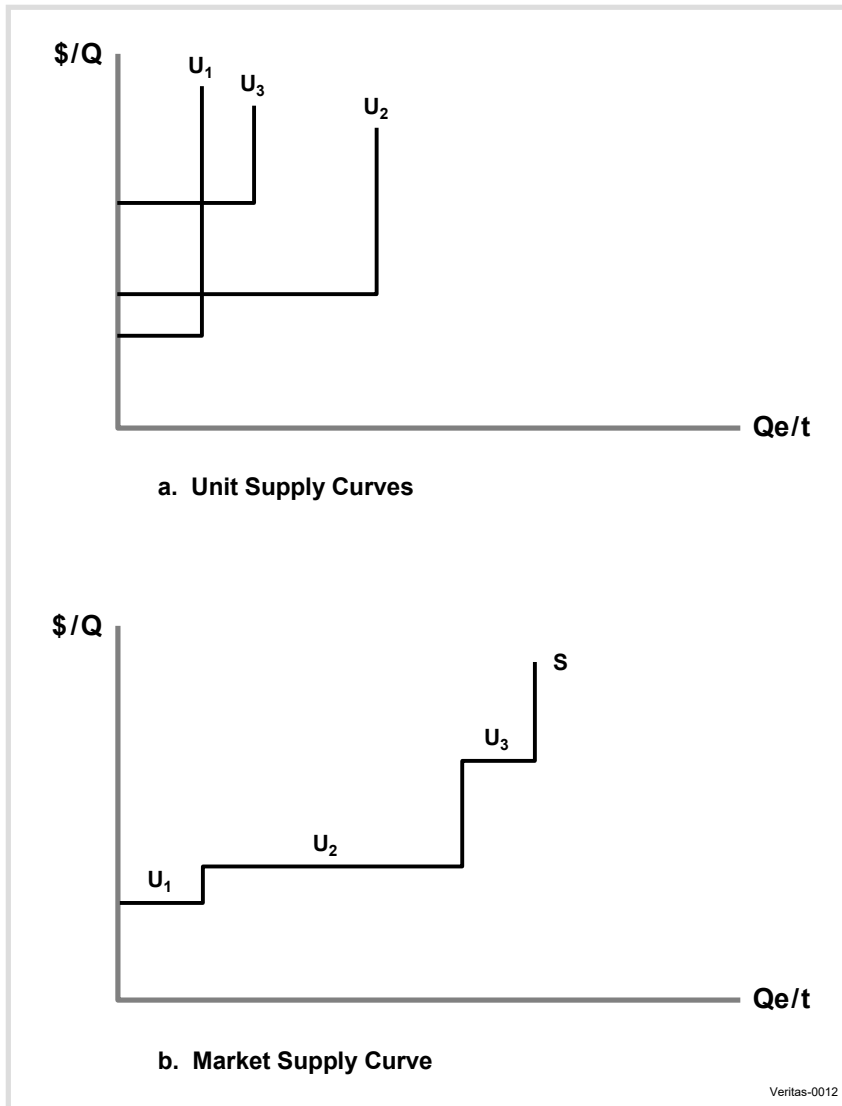 $/Q
U1
U3
U2
Qe/t
a. Unit Supply Curves
$/Q
S
U3
U2
U1
Qe/t
b. Market Supply Curve
Veritas-0012